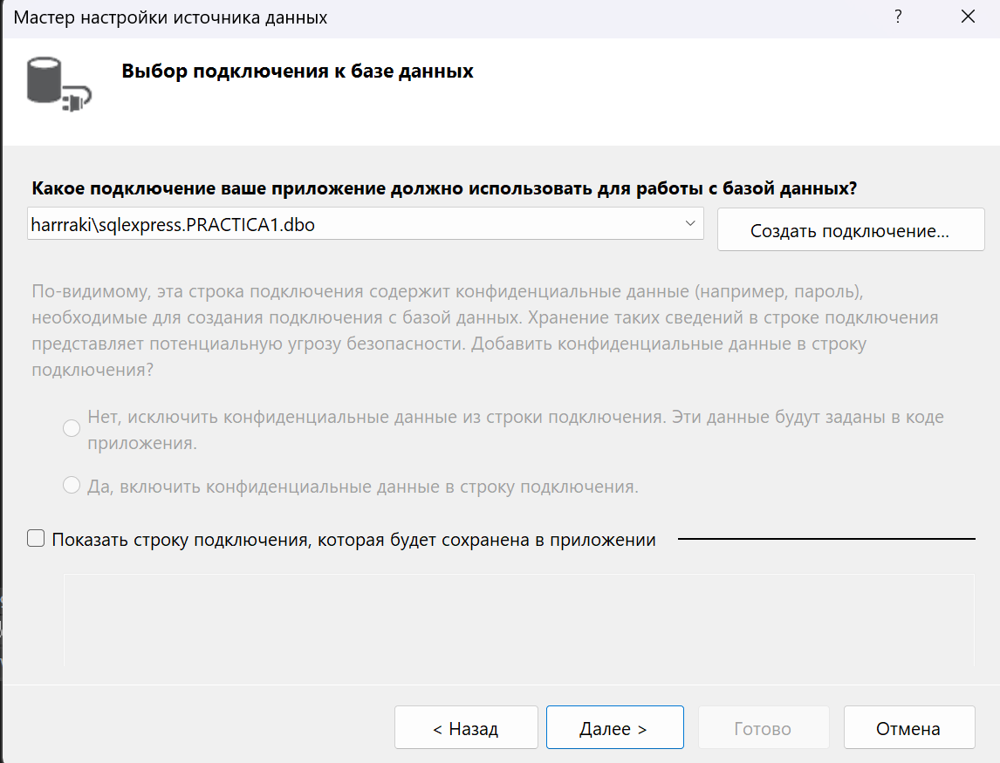 Мастер настройки источника данных
?
Выбор подключения к базе данных
Какое подключение ваше приложение должно использовать для работы с базой данных?
harrraki\sqlexpress.PRACTICA1.dbo
Создать подключение...
По-видимому, эта строка подключения содержит конфиденциальные данные (например, пароль),
необходимые для создания подключения с базой данных. Хранение таких сведений в строке подключения
представляет потенциальную угрозу безопасности. Добавить конфиденциальные данные в строку
подключения?
Нет, исключить конфиденциальные данные из строки подключения. Эти данные будут заданы в коде
приложения.
Да, включить конфиденциальные данные в строку подключения.
Показать строку подключения, которая будет сохранена в приложении
< Назад
Далее >
Готово
Отмена